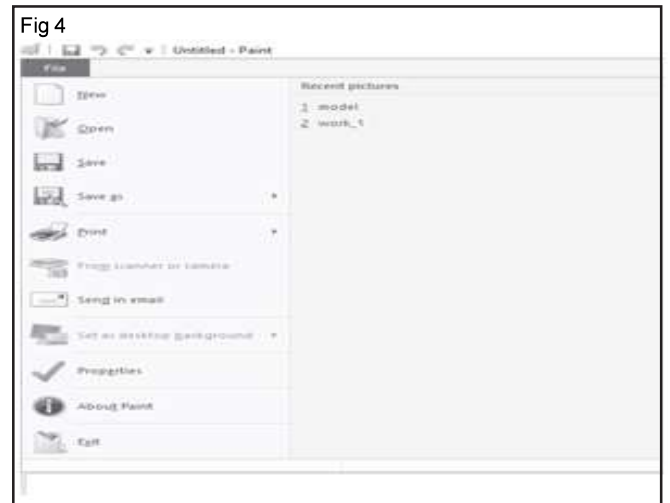 Fig 4
Untitled - Paint
File
New
Open
Save
Save as
Print
From scanner or camera
Send in email
Set as desktop background
Properties
About Paint
Exit
Recent pictures
1 model
2 work_1